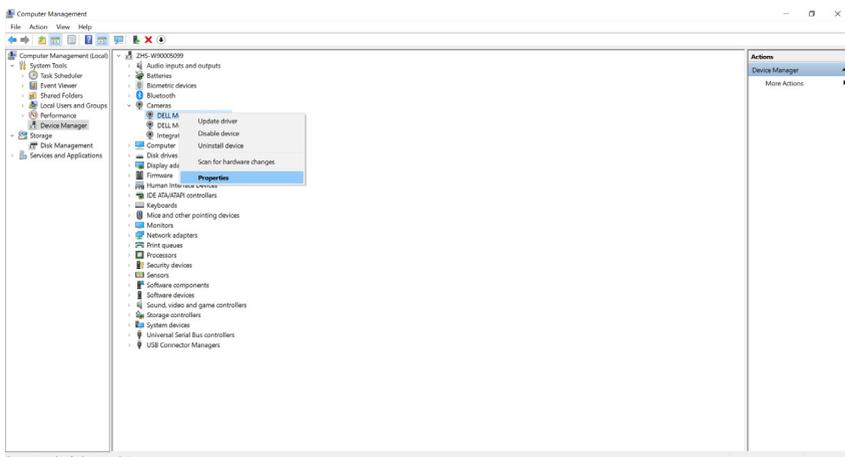 Computer Management
File Action View Help
Computer Management (Local)
System Tools
Task Scheduler
Event Viewer
Shared Folders
Local Users and Groups
Performance
Device Manager
Storage
Disk Management
Services and Applications
ZHS-W90005099
Audio inputs and outputs
Batteries
Biometric devices
Bluetooth
Cameras
DELL M
DELL M
Integrat
Computer
Disk drives
Display ada
Firmware
Human Interface Devices
IDE ATA/ATAPI controllers
Keyboards
Mice and other pointing devices
Monitors
Network adapters
Print queues
Processors
Security devices
Sensors
Software components
Software devices
Sound, video and game controllers
Storage controllers
System devices
Universal Serial Bus controllers
USB Connector Managers
Update driver
Disable device
Uninstall device
Scan for hardware changes
Properties
Actions
Device Manager
More Actions